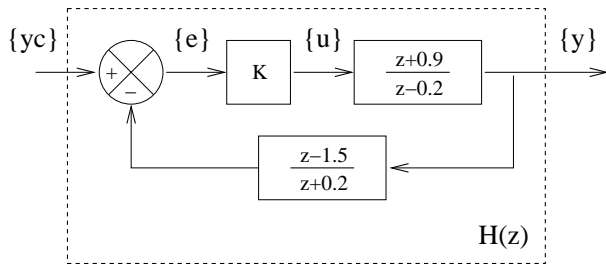 {yc} {e} {u} {y}
+
−
K
z+0.9
z−0.2
z−1.5
z+0.2
H(z)